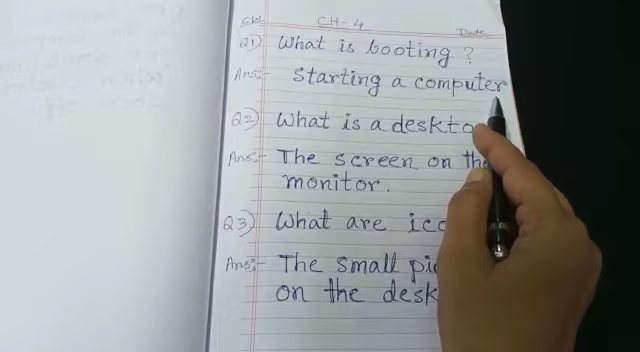 CW CH-4 Date
Q1) What is booting ?
Ans:- Starting a computer
Q2) What is a deskto
Ans:- The screen on the
monitor.
Q3) What are ico
Ans:- The small pi
on the desk